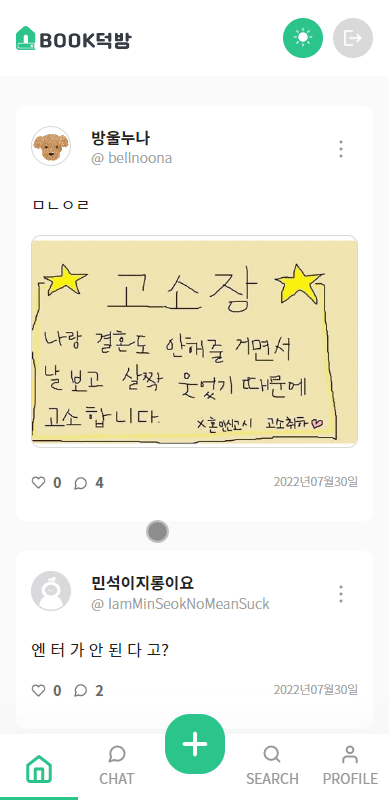 BOOK덕방
방울누나
@ bellnoona
ㅁㄴㅇㄹ
고소장
나랑 결혼도 안해줄 거면서
날 보고 살짝 웃었기 때문에
고소합니다.
※혼인신고시 고소취하♡
0 4 2022년07월30일
민석이지롱이요
@ IamMinSeokNoMeanSuck
엔 터 가 안 된 다 고?
0 2 2022년07월30일
CHAT SEARCH PROFILE